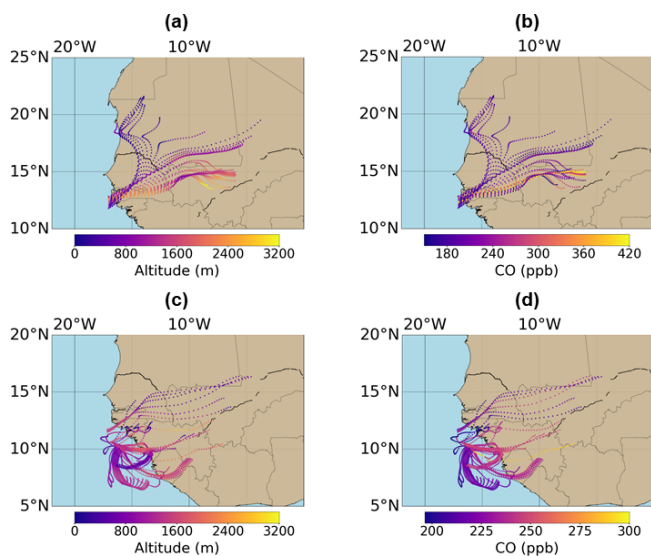 (a) (b)
20°W 10°W 20°W 10°W
25°N 25°N
20°N 20°N
15°N 15°N
10°N 10°N
0 800 1600 2400 3200 180 240 300 360 420
Altitude (m) CO (ppb)
(c) (d)
20°W 10°W 20°W 10°W
20°N 20°N
15°N 15°N
10°N 10°N
5°N 5°N
0 800 1600 2400 3200 200 225 250 275 300
Altitude (m) CO (ppb)